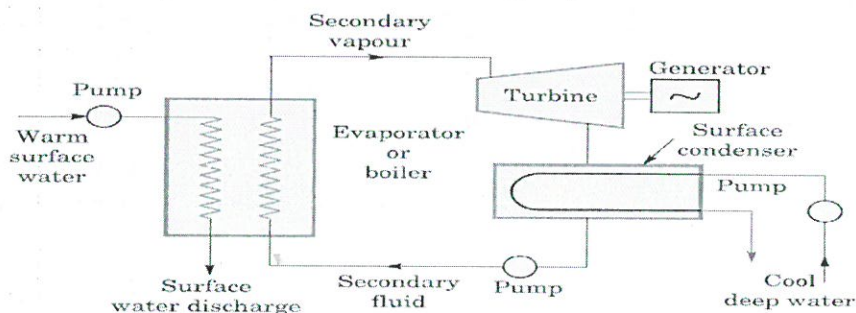 Secondary
vapour
Pump
Generator
Turbine
Warm
surface
water
Evaporator
or
boiler
Surface
condenser
Pump
Surface
water discharge
Secondary
fluid
Pump
Cool
deep water